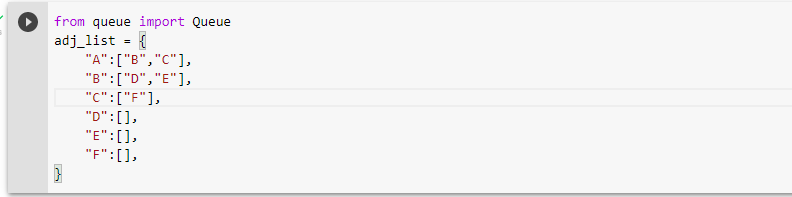 from queue import Queue
adj_list = {
    "A":["B","C"],
    "B":["D","E"],
    "C":["F"],
    "D":[],
    "E":[],
    "F":[],
}